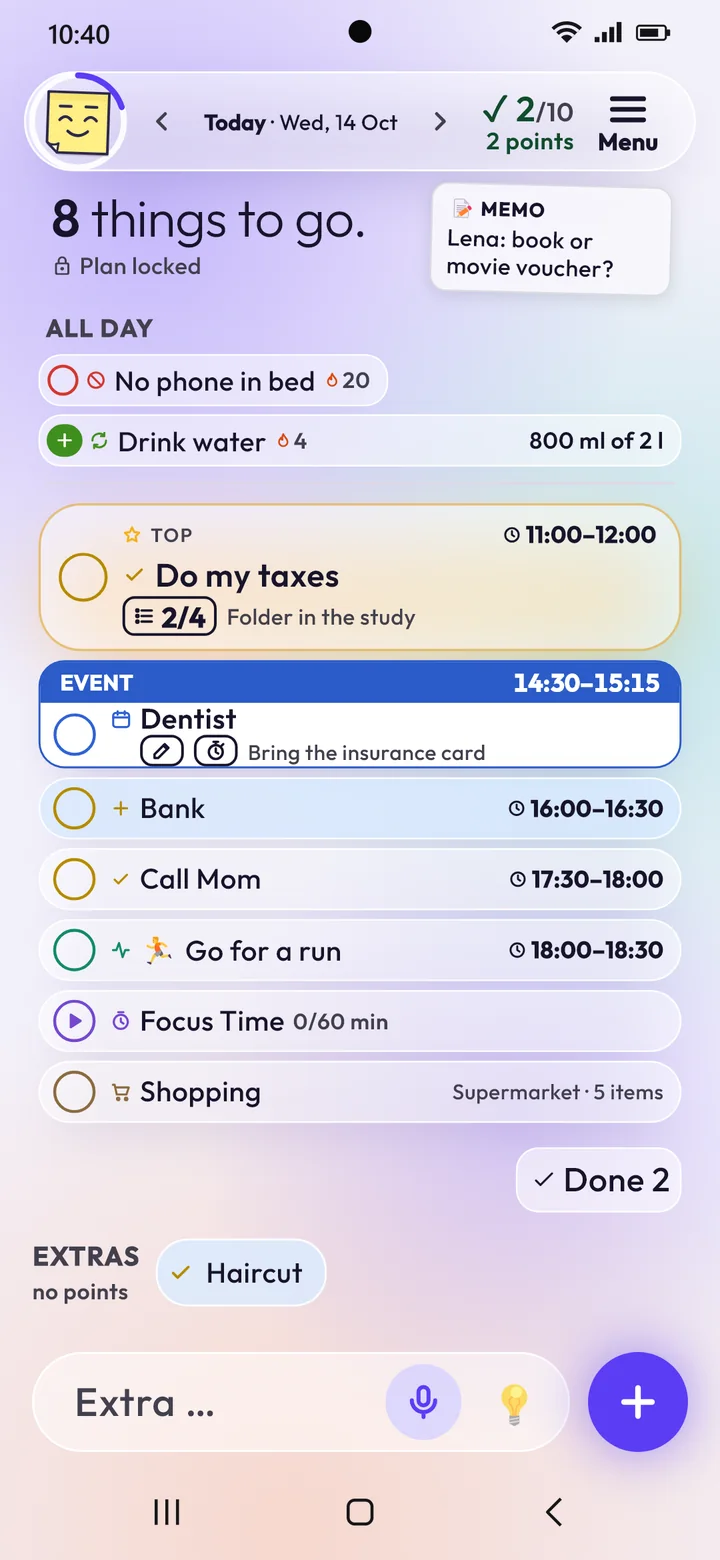 10:40
Today · Wed, 14 Oct
2/10
2 points
Menu
8 things to go.
Plan locked
MEMO
Lena: book or
movie voucher?
ALL DAY
No phone in bed 20
Drink water 4 800 ml of 2 l
TOP 11:00–12:00
Do my taxes
2/4 Folder in the study
EVENT 14:30–15:15
Dentist
Bring the insurance card
Bank 16:00–16:30
Call Mom 17:30–18:00
Go for a run 18:00–18:30
Focus Time 0/60 min
Shopping Supermarket · 5 items
Done 2
EXTRAS
no points
Haircut
Extra ...